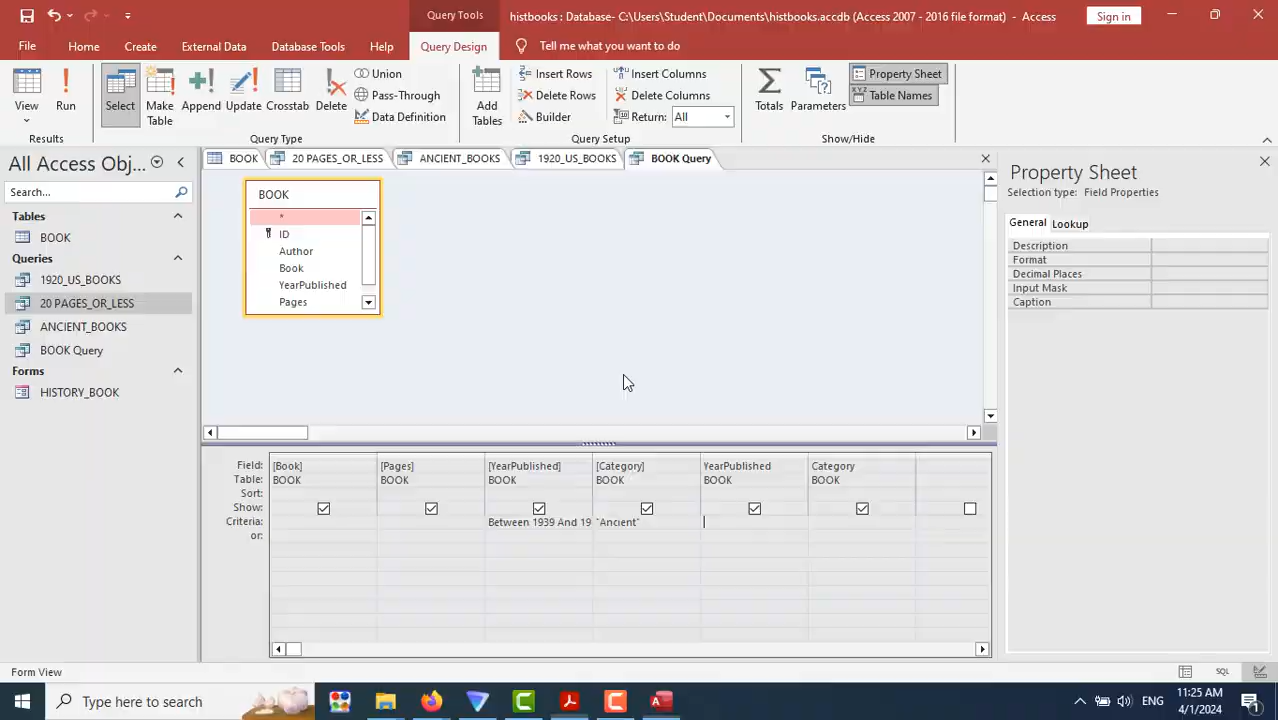 Query Tools
histbooks : Database- C:\Users\Student\Documents\histbooks.accdb (Access 2007 - 2016 file format) - Access
Sign in
File Home Create External Data Database Tools Help Query Design Tell me what you want to do
View
Run
Results
Select
Make Table
Append
Update
Crosstab
Delete
Union
Pass-Through
Data Definition
Query Type
Add Tables
Insert Rows
Delete Rows
Builder
Insert Columns
Delete Columns
Return: All
Query Setup
Totals
Parameters
Property Sheet
XYZ Table Names
Show/Hide
All Access Obj...
Search...
Tables
BOOK
Queries
1920_US_BOOKS
20 PAGES_OR_LESS
ANCIENT_BOOKS
BOOK Query
Forms
HISTORY_BOOK
BOOK 20 PAGES_OR_LESS ANCIENT_BOOKS 1920_US_BOOKS BOOK Query
BOOK
*
ID
Author
Book
YearPublished
Pages
Field: [Book] [Pages] [YearPublished] [Category] YearPublished Category
Table: BOOK BOOK BOOK BOOK BOOK BOOK
Sort:
Show:
Criteria: Between 1939 And 19 "Ancient"
or:
Property Sheet
Selection type: Field Properties
General Lookup
Description
Format
Decimal Places
Input Mask
Caption
Form View
SQL
Type here to search
ENG
11:25 AM
4/1/2024
1